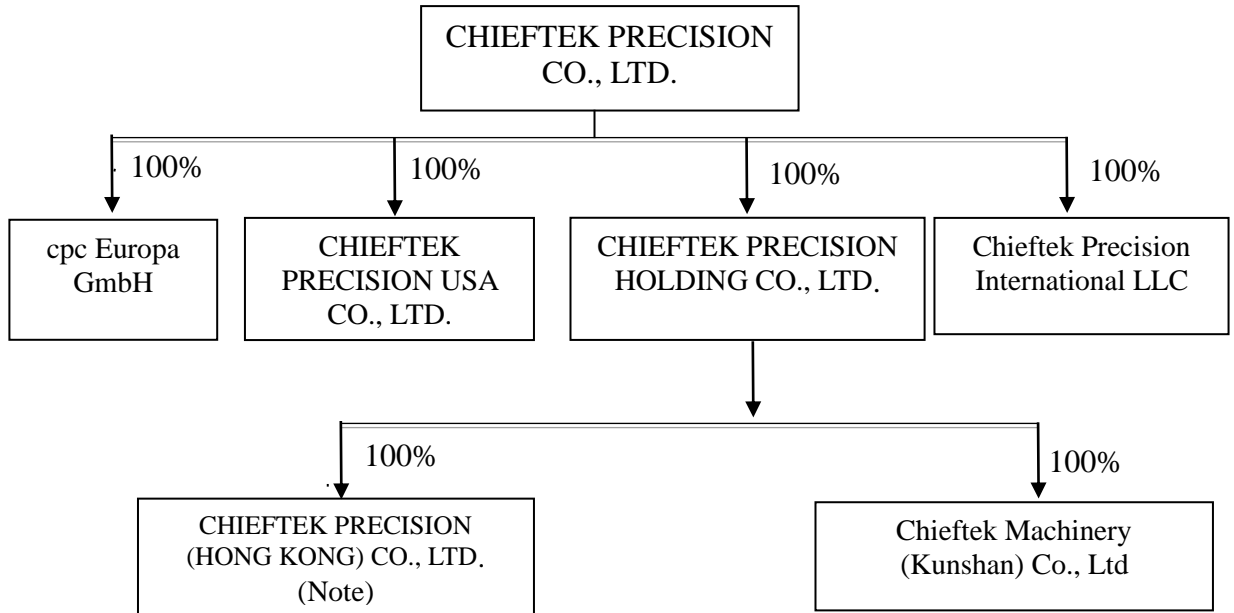 CHIEFTEK PRECISION
CO., LTD.
100%
100%
100%
100%
cpc Europa
GmbH
CHIEFTEK
PRECISION USA
CO., LTD.
CHIEFTEK PRECISION
HOLDING CO., LTD.
Chieftek Precision
International LLC
100%
100%
CHIEFTEK PRECISION
(HONG KONG) CO., LTD.
(Note)
Chieftek Machinery
(Kunshan) Co., Ltd